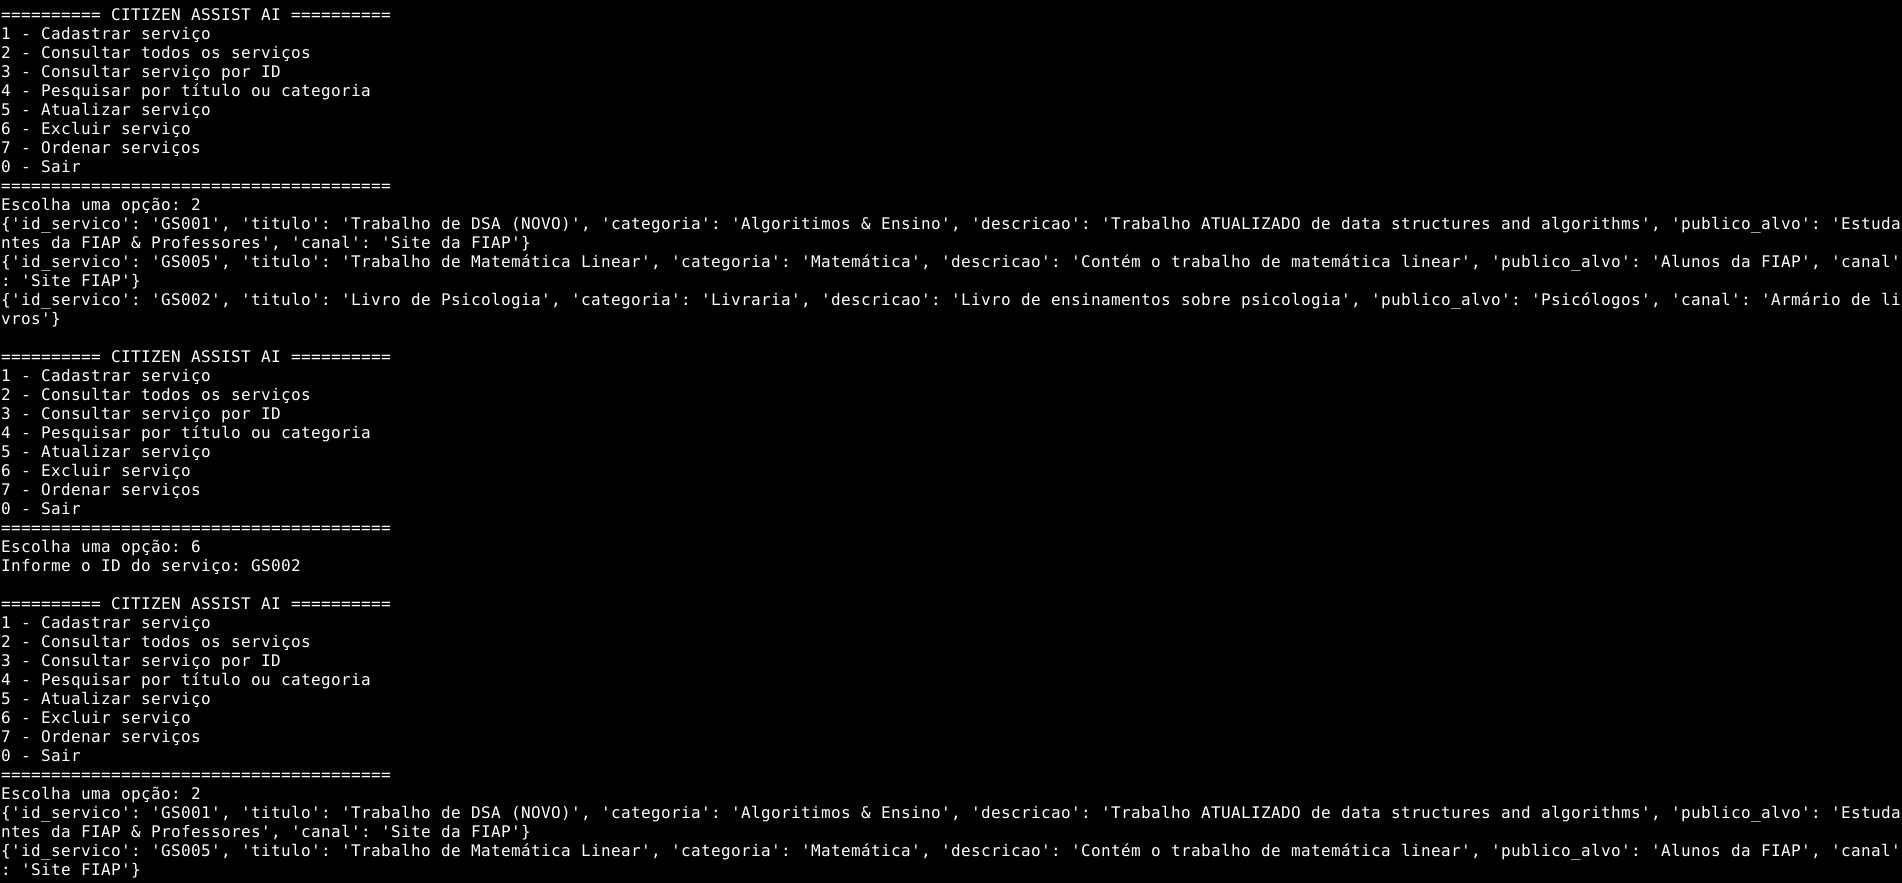 ========== CITIZEN ASSIST AI ==========
1 - Cadastrar serviço
2 - Consultar todos os serviços
3 - Consultar serviço por ID
4 - Pesquisar por título ou categoria
5 - Atualizar serviço
6 - Excluir serviço
7 - Ordenar serviços
0 - Sair
=======================================
Escolha uma opção: 2
{'id_servico': 'GS001', 'titulo': 'Trabalho de DSA (NOVO)', 'categoria': 'Algoritimos & Ensino', 'descricao': 'Trabalho ATUALIZADO de data structures and algorithms', 'publico_alvo': 'Estuda
ntes da FIAP & Professores', 'canal': 'Site da FIAP'}
{'id_servico': 'GS005', 'titulo': 'Trabalho de Matemática Linear', 'categoria': 'Matemática', 'descricao': 'Contém o trabalho de matemática linear', 'publico_alvo': 'Alunos da FIAP', 'canal'
: 'Site FIAP'}
{'id_servico': 'GS002', 'titulo': 'Livro de Psicologia', 'categoria': 'Livraria', 'descricao': 'Livro de ensinamentos sobre psicologia', 'publico_alvo': 'Psicólogos', 'canal': 'Armário de li
vros'}
========== CITIZEN ASSIST AI ==========
1 - Cadastrar serviço
2 - Consultar todos os serviços
3 - Consultar serviço por ID
4 - Pesquisar por título ou categoria
5 - Atualizar serviço
6 - Excluir serviço
7 - Ordenar serviços
0 - Sair
=======================================
Escolha uma opção: 6
Informe o ID do serviço: GS002
========== CITIZEN ASSIST AI ==========
1 - Cadastrar serviço
2 - Consultar todos os serviços
3 - Consultar serviço por ID
4 - Pesquisar por título ou categoria
5 - Atualizar serviço
6 - Excluir serviço
7 - Ordenar serviços
0 - Sair
=======================================
Escolha uma opção: 2
{'id_servico': 'GS001', 'titulo': 'Trabalho de DSA (NOVO)', 'categoria': 'Algoritimos & Ensino', 'descricao': 'Trabalho ATUALIZADO de data structures and algorithms', 'publico_alvo': 'Estuda
ntes da FIAP & Professores', 'canal': 'Site da FIAP'}
{'id_servico': 'GS005', 'titulo': 'Trabalho de Matemática Linear', 'categoria': 'Matemática', 'descricao': 'Contém o trabalho de matemática linear', 'publico_alvo': 'Alunos da FIAP', 'canal'
: 'Site FIAP'}